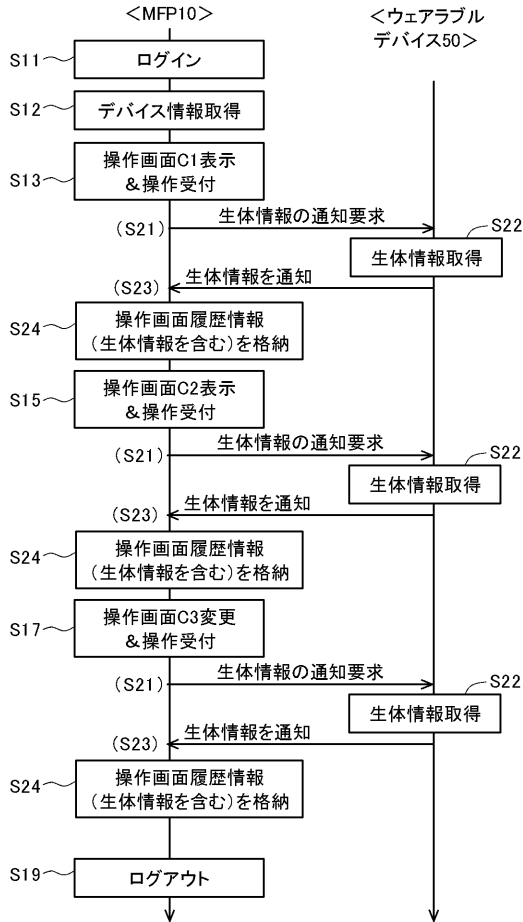 <MFP10>
<ウェアラブル
デバイス50>
S11
ログイン
S12
デバイス情報取得
S13
操作画面C1表示
&操作受付
(S21)
生体情報の通知要求
S22
生体情報取得
(S23)
生体情報を通知
S24
操作画面履歴情報
(生体情報を含む)を格納
S15
操作画面C2表示
&操作受付
(S21)
生体情報の通知要求
S22
生体情報取得
(S23)
生体情報を通知
S24
操作画面履歴情報
(生体情報を含む)を格納
S17
操作画面C3変更
&操作受付
(S21)
生体情報の通知要求
S22
生体情報取得
(S23)
生体情報を通知
S24
操作画面履歴情報
(生体情報を含む)を格納
S19
ログアウト